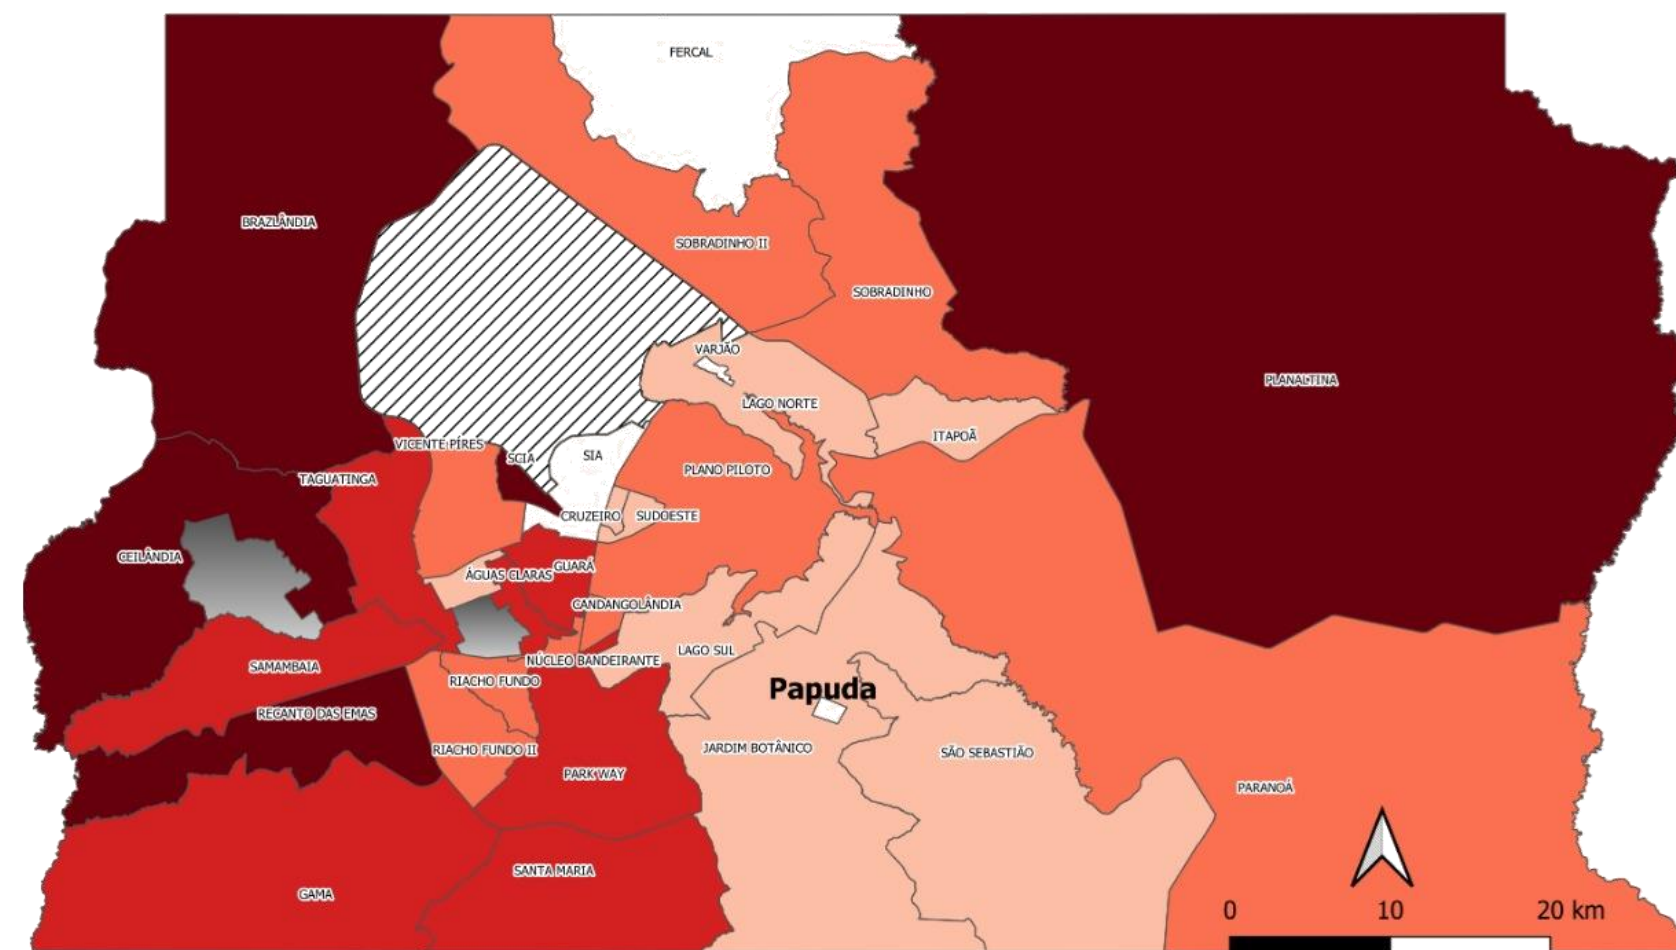 FERCAL
BRAZLÂNDIA
SOBRADINHO II
SOBRADINHO
VARJÃO
PLANALTINA
LAGO NORTE
ITAPOÃ
VICENTE PÍRES
SCIA
SIA
PLANO PILOTO
TAGUATINGA
CRUZEIRO
SUDOESTE
CEILÂNDIA
ÁGUAS CLARAS
GUARÁ
CANDANGOLÂNDIA
LAGO SUL
NÚCLEO BANDEIRANTE
SAMAMBAIA
RIACHO FUNDO
Papuda
RECANTO DAS EMAS
RIACHO FUNDO II
JARDIM BOTÂNICO
SÃO SEBASTIÃO
PARK WAY
PARANOÁ
SANTA MARIA
GAMA
0 10 20 km